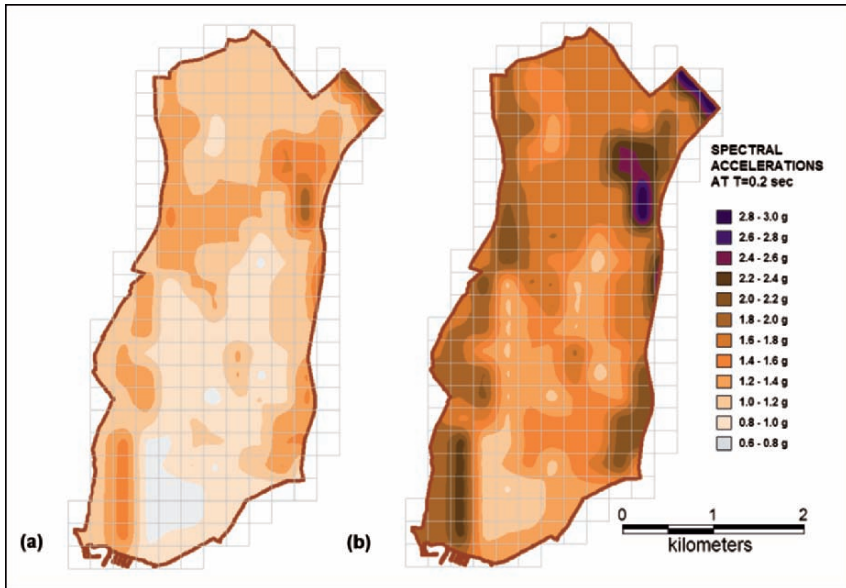 SPECTRAL
ACCELERATIONS
AT T=0.2 sec
2.8 - 3.0 g
2.6 - 2.8 g
2.4 - 2.6 g
2.2 - 2.4 g
2.0 - 2.2 g
1.8 - 2.0 g
1.6 - 1.8 g
1.4 - 1.6 g
1.2 - 1.4 g
1.0 - 1.2 g
0.8 - 1.0 g
0.6 - 0.8 g
0 1 2
kilometers
(a)
(b)